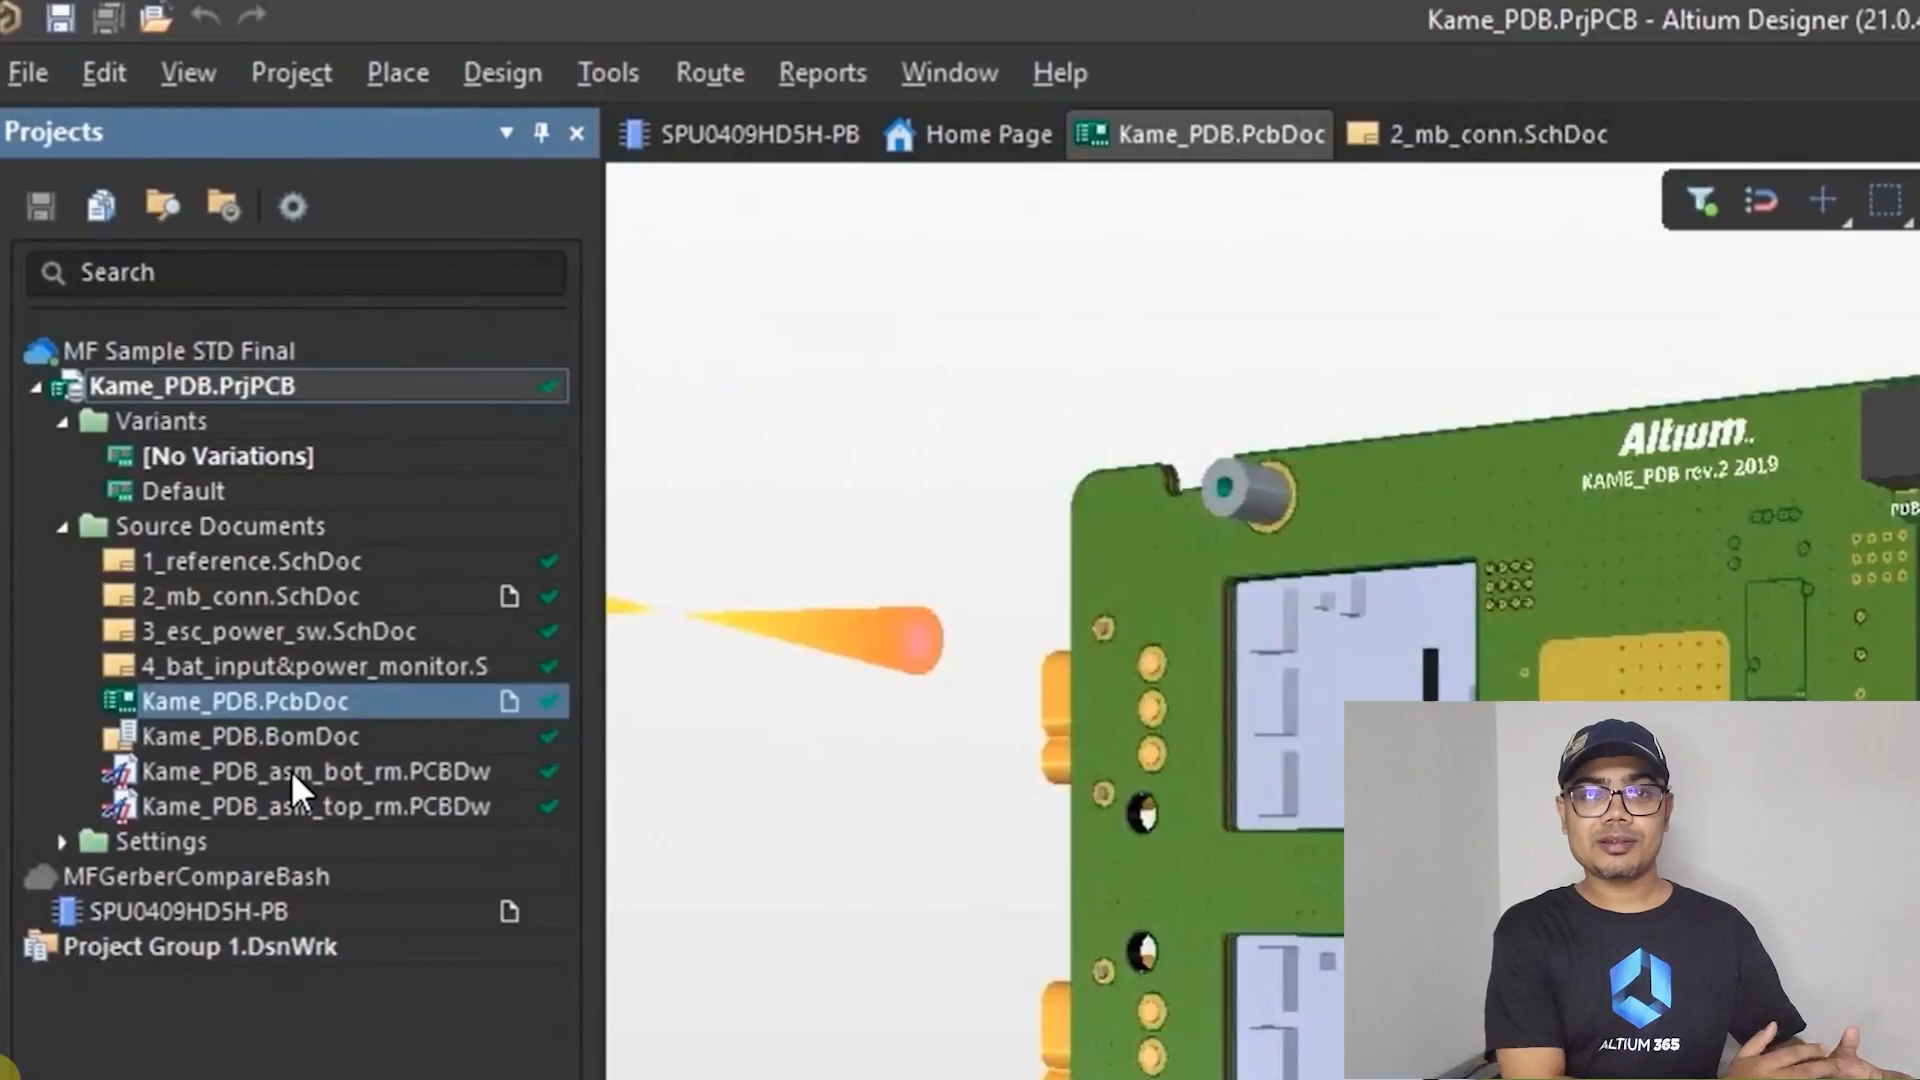 Kame_PDB.PrjPCB - Altium Designer (21.0.
File Edit View Project Place Design Tools Route Reports Window Help
Projects
SPU0409HD5H-PB Home Page Kame_PDB.PcbDoc 2_mb_conn.SchDoc
Search
MF Sample STD Final
Kame_PDB.PrjPCB
Variants
[No Variations]
Default
Source Documents
1_reference.SchDoc
2_mb_conn.SchDoc
3_esc_power_sw.SchDoc
4_bat_input&power_monitor.S
Kame_PDB.PcbDoc
Kame_PDB.BomDoc
Kame_PDB_asm_bot_rm.PCBDw
Kame_PDB_asm_top_rm.PCBDw
Settings
MFGerberCompareBash
SPU0409HD5H-PB
Project Group 1.DsnWrk
Altium..
KAME_PDB rev.2 2019
PDB
ALTIUM 365